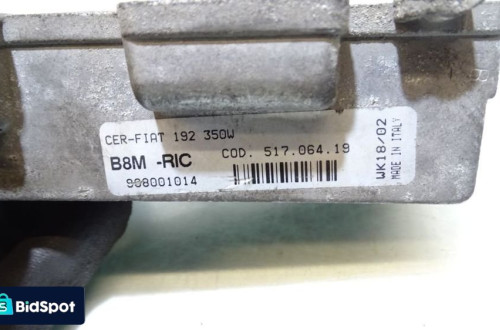 CER-FIAT 192 350W
B8M -RIC COD. 517.064.19
908001014
WK18/02
MADE IN ITALY
BidSpot